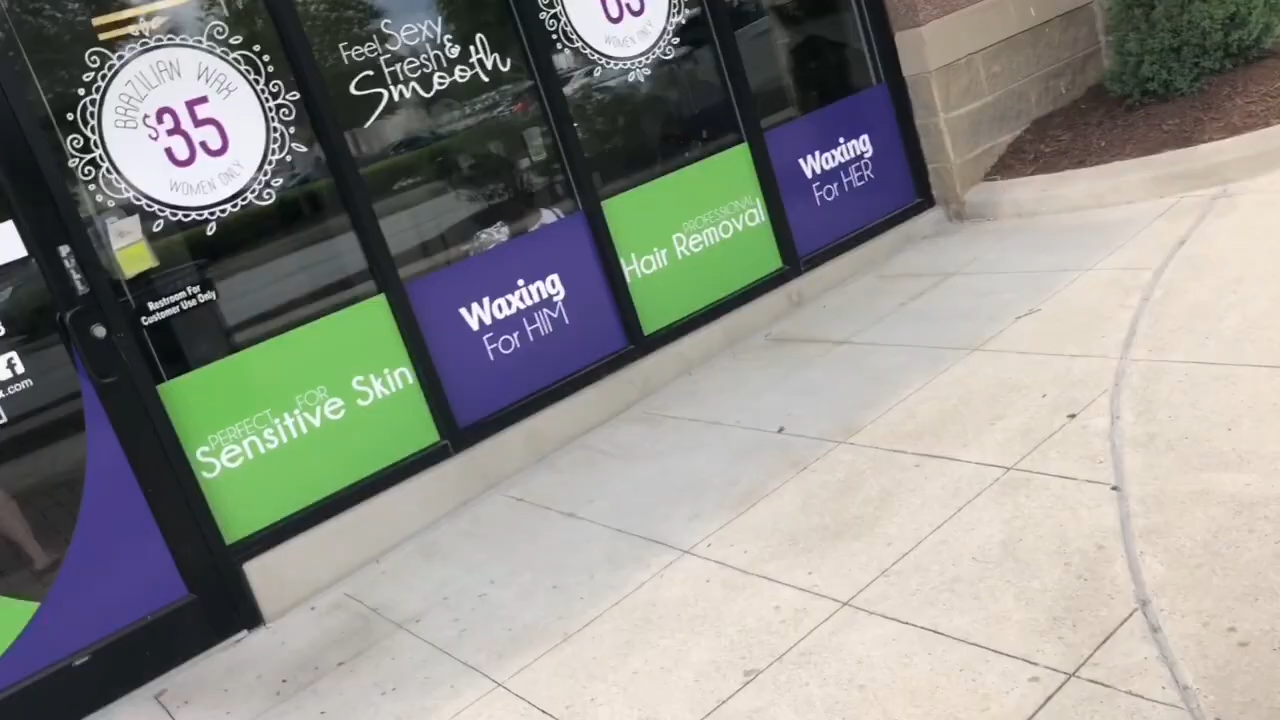 BRAZILIAN WAX
$35
WOMEN ONLY
Feel Sexy
Fresh &
Smooth
WOMEN ONLY
Restroom For
Customer Use Only
PERFECT FOR
Sensitive Skin
Waxing
For HIM
PROFESSIONAL
Hair Removal
Waxing
For HER